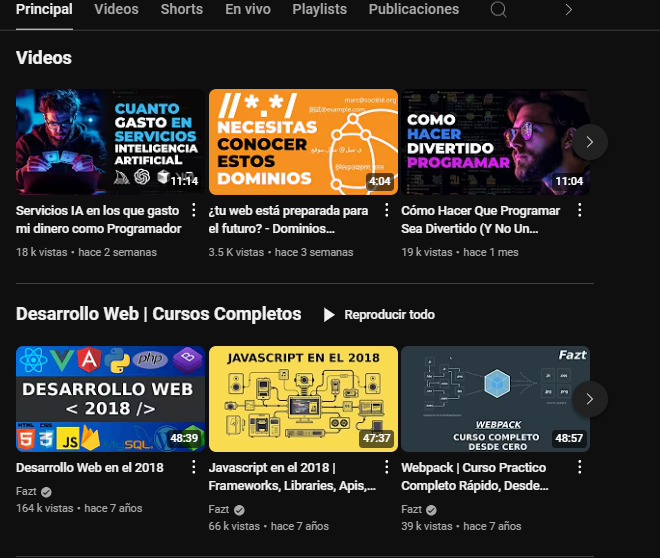 Principal Videos Shorts En vivo Playlists Publicaciones
Videos
CUANTO
GASTO EN
SERVICIOS
INTELIGENCIA
ARTIFICIAL
11:14
//*.*/
NECESITAS
CONOCER
ESTOS
DOMINIOS
4:04
COMO
HACER
DIVERTIDO
PROGRAMAR
11:04
Servicios IA en los que gasto
mi dinero como Programador
18 k vistas • hace 2 semanas
¿tu web está preparada para
el futuro? - Dominios...
3.5 K vistas • hace 3 semanas
Cómo Hacer Que Programar
Sea Divertido (Y No Un...
19 k vistas • hace 1 mes
Desarrollo Web | Cursos Completos
Reproducir todo
php
DESARROLLO WEB
< 2018 />
HTML CSS
JS
SQL
48:39
JAVASCRIPT EN EL 2018
47:37
Fazt
WEBPACK
CURSO COMPLETO
DESDE CERO
48:57
Desarrollo Web en el 2018
Fazt
164 k vistas • hace 7 años
Javascript en el 2018 |
Frameworks, Libraries, Apis,...
Fazt
66 k vistas • hace 7 años
Webpack | Curso Practico
Completo Rápido, Desde...
Fazt
39 k vistas • hace 7 años